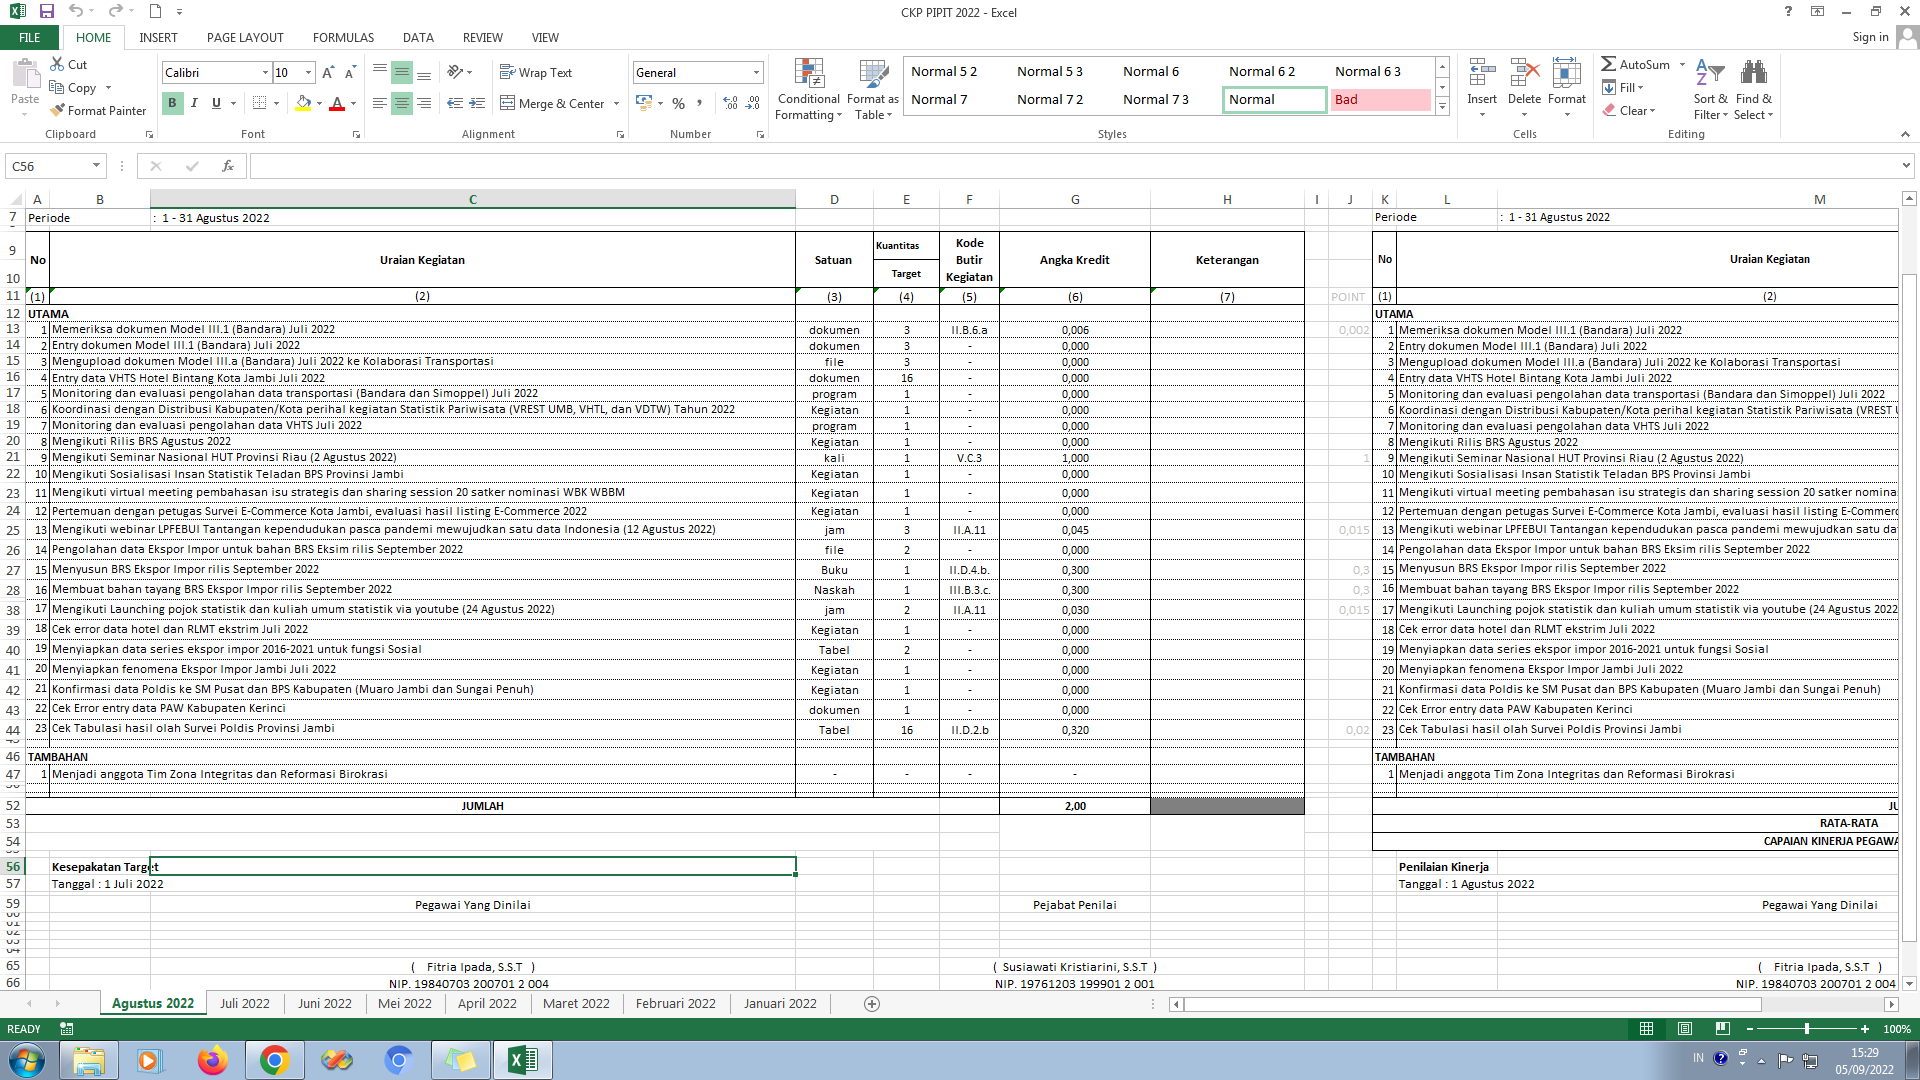 CKP PIPIT 2022 - Excel
FILE HOME INSERT PAGE LAYOUT FORMULAS DATA REVIEW VIEW Sign in
Paste Cut Copy Format Painter Clipboard
Calibri 10 B I U Font
Wrap Text Merge & Center Alignment
General % Number
Conditional Formatting Format as Table
Normal 5 2 Normal 5 3 Normal 6 Normal 6 2 Normal 6 3
Normal 7 Normal 7 2 Normal 7 3 Normal Bad
Styles
Insert Delete Format Cells
AutoSum Fill Clear Sort & Filter Find & Select Editing
C56 fx
A B C D E F G H I J K L M
7 Periode : 1 - 31 Agustus 2022 Periode : 1 - 31 Agustus 2022
9 10 No Uraian Kegiatan Satuan Kuantitas Target Kode Butir Kegiatan Angka Kredit Keterangan No Uraian Kegiatan
11 (1) (2) (3) (4) (5) (6) (7) POINT (1) (2)
12 UTAMA UTAMA
13 1 Memeriksa dokumen Model III.1 (Bandara) Juli 2022 dokumen 3 II.B.6.a 0,006 0,002 1 Memeriksa dokumen Model III.1 (Bandara) Juli 2022
14 2 Entry dokumen Model III.1 (Bandara) Juli 2022 dokumen 3 - 0,000 2 Entry dokumen Model III.1 (Bandara) Juli 2022
15 3 Mengupload dokumen Model III.a (Bandara) Juli 2022 ke Kolaborasi Transportasi file 3 - 0,000 3 Mengupload dokumen Model III.a (Bandara) Juli 2022 ke Kolaborasi Transportasi
16 4 Entry data VHTS Hotel Bintang Kota Jambi Juli 2022 dokumen 16 - 0,000 4 Entry data VHTS Hotel Bintang Kota Jambi Juli 2022
17 5 Monitoring dan evaluasi pengolahan data transportasi (Bandara dan Simoppel) Juli 2022 program 1 - 0,000 5 Monitoring dan evaluasi pengolahan data transportasi (Bandara dan Simoppel) Juli 2022
18 6 Koordinasi dengan Distribusi Kabupaten/Kota perihal kegiatan Statistik Pariwisata (VREST UMB, VHTL, dan VDTW) Tahun 2022 Kegiatan 1 - 0,000 6 Koordinasi dengan Distribusi Kabupaten/Kota perihal kegiatan Statistik Pariwisata (VREST U
19 7 Monitoring dan evaluasi pengolahan data VHTS Juli 2022 program 1 - 0,000 7 Monitoring dan evaluasi pengolahan data VHTS Juli 2022
20 8 Mengikuti Rilis BRS Agustus 2022 Kegiatan 1 - 0,000 8 Mengikuti Rilis BRS Agustus 2022
21 9 Mengikuti Seminar Nasional HUT Provinsi Riau (2 Agustus 2022) kali 1 V.C.3 1,000 1 9 Mengikuti Seminar Nasional HUT Provinsi Riau (2 Agustus 2022)
22 10 Mengikuti Sosialisasi Insan Statistik Teladan BPS Provinsi Jambi Kegiatan 1 - 0,000 10 Mengikuti Sosialisasi Insan Statistik Teladan BPS Provinsi Jambi
23 11 Mengikuti virtual meeting pembahasan isu strategis dan sharing session 20 satker nominasi WBK WBBM Kegiatan 1 - 0,000 11 Mengikuti virtual meeting pembahasan isu strategis dan sharing session 20 satker nomina
24 12 Pertemuan dengan petugas Survei E-Commerce Kota Jambi, evaluasi hasil listing E-Commerce 2022 Kegiatan 1 - 0,000 12 Pertemuan dengan petugas Survei E-Commerce Kota Jambi, evaluasi hasil listing E-Commerc
25 13 Mengikuti webinar LPFEBUI Tantangan kependudukan pasca pandemi mewujudkan satu data Indonesia (12 Agustus 2022) jam 3 II.A.11 0,045 0,015 13 Mengikuti webinar LPFEBUI Tantangan kependudukan pasca pandemi mewujudkan satu da
26 14 Pengolahan data Ekspor Impor untuk bahan BRS Eksim rilis September 2022 file 2 - 0,000 14 Pengolahan data Ekspor Impor untuk bahan BRS Eksim rilis September 2022
27 15 Menyusun BRS Ekspor Impor rilis September 2022 Buku 1 II.D.4.b. 0,300 0,3 15 Menyusun BRS Ekspor Impor rilis September 2022
28 16 Membuat bahan tayang BRS Ekspor Impor rilis September 2022 Naskah 1 III.B.3.c. 0,300 0,3 16 Membuat bahan tayang BRS Ekspor Impor rilis September 2022
38 17 Mengikuti Launching pojok statistik dan kuliah umum statistik via youtube (24 Agustus 2022) jam 2 II.A.11 0,030 0,015 17 Mengikuti Launching pojok statistik dan kuliah umum statistik via youtube (24 Agustus 2022
39 18 Cek error data hotel dan RLMT ekstrim Juli 2022 Kegiatan 1 - 0,000 18 Cek error data hotel dan RLMT ekstrim Juli 2022
40 19 Menyiapkan data series ekspor impor 2016-2021 untuk fungsi Sosial Tabel 2 - 0,000 19 Menyiapkan data series ekspor impor 2016-2021 untuk fungsi Sosial
41 20 Menyiapkan fenomena Ekspor Impor Jambi Juli 2022 Kegiatan 1 - 0,000 20 Menyiapkan fenomena Ekspor Impor Jambi Juli 2022
42 21 Konfirmasi data Poldis ke SM Pusat dan BPS Kabupaten (Muaro Jambi dan Sungai Penuh) Kegiatan 1 - 0,000 21 Konfirmasi data Poldis ke SM Pusat dan BPS Kabupaten (Muaro Jambi dan Sungai Penuh)
43 22 Cek Error entry data PAW Kabupaten Kerinci dokumen 1 - 0,000 22 Cek Error entry data PAW Kabupaten Kerinci
44 23 Cek Tabulasi hasil olah Survei Poldis Provinsi Jambi Tabel 16 II.D.2.b 0,320 0,02 23 Cek Tabulasi hasil olah Survei Poldis Provinsi Jambi
46 TAMBAHAN TAMBAHAN
47 1 Menjadi anggota Tim Zona Integritas dan Reformasi Birokrasi - - - - 1 Menjadi anggota Tim Zona Integritas dan Reformasi Birokrasi
52 JUMLAH 2,00 JU
53 RATA-RATA
54 CAPAIAN KINERJA PEGAWA
56 Kesepakatan Target Penilaian Kinerja
57 Tanggal : 1 Juli 2022 Tanggal : 1 Agustus 2022
59 Pegawai Yang Dinilai Pejabat Penilai Pegawai Yang Dinilai
65 ( Fitria Ipada, S.S.T ) ( Susiawati Kristiarini, S.S.T ) ( Fitria Ipada, S.S.T )
66 NIP. 19840703 200701 2 004 NIP. 19761203 199901 2 001 NIP. 19840703 200701 2 004
Agustus 2022 Juli 2022 Juni 2022 Mei 2022 April 2022 Maret 2022 Februari 2022 Januari 2022
READY 100%
IN 15:29
05/09/2022